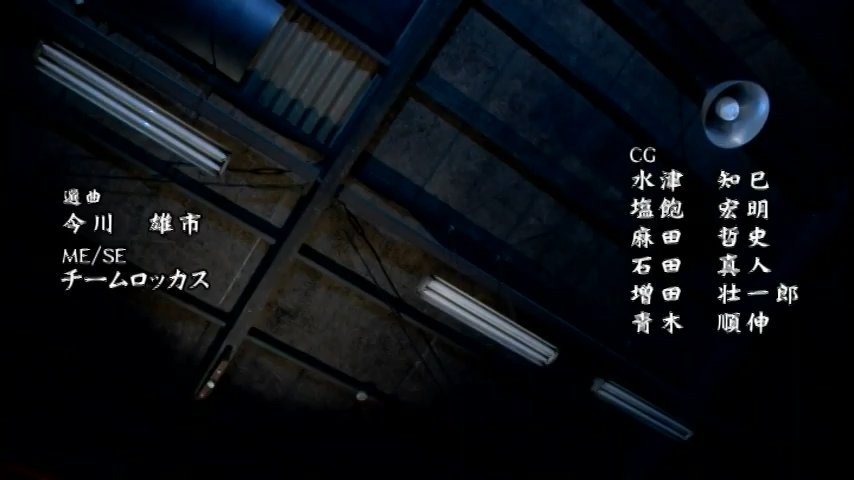 選曲
今川 雄市
ME/SE
チームロッカス
CG
水津 知巳
塩飽 宏明
麻田 哲史
石田 真人
増田 壮一郎
青木 順伸